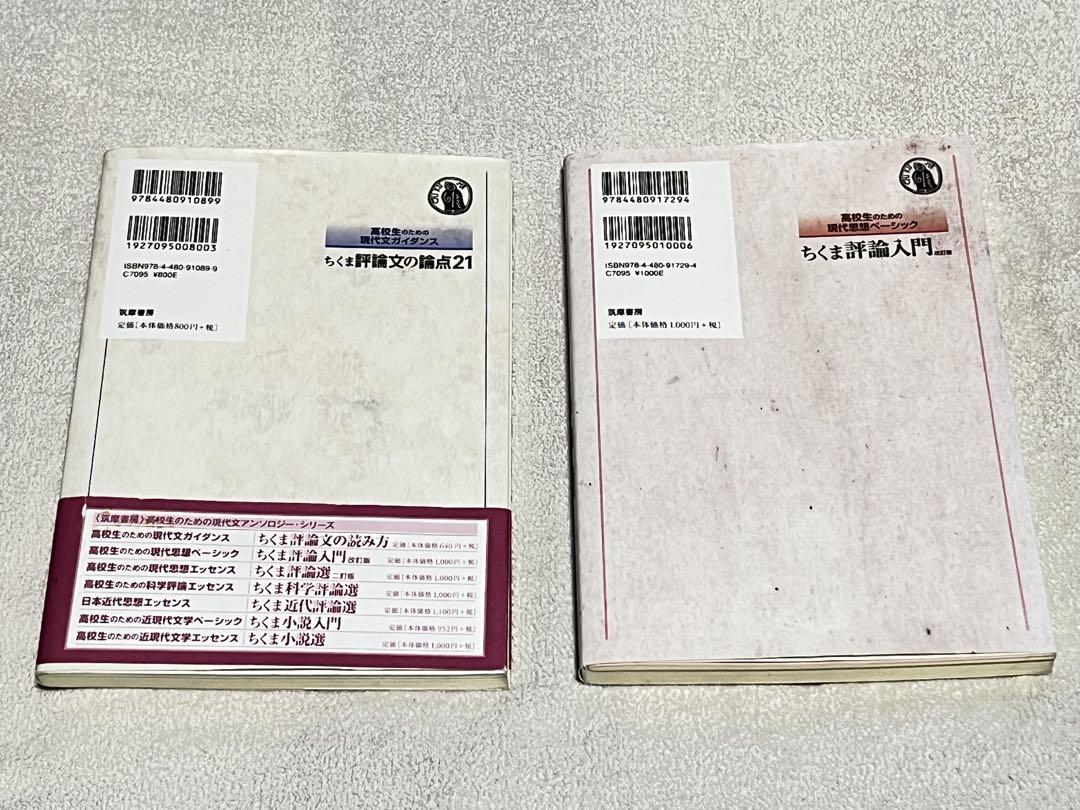 9784480910899
1927095008003
ISBN978-4-480-91089-9
C7095 ¥800E
筑摩書房
定価[本体価格800円+税]
高校生のための
現代文ガイダンス
ちくま評論文の論点21
〈筑摩書房〉高校生のための現代文アンソロジー・シリーズ
高校生のための現代文ガイダンス ちくま評論文の読み方 定価[本体価格640円+税]
高校生のための現代思想ベーシック ちくま評論入門 改訂版 定価[本体価格1,000円+税]
高校生のための現代思想エッセンス ちくま評論選 二訂版 定価[本体価格1,000円+税]
高校生のための科学評論エッセンス ちくま科学評論選 定価[本体価格1,000円+税]
日本近代思想エッセンス ちくま近代評論選 定価[本体価格1,100円+税]
高校生のための近現代文学ベーシック ちくま小説入門 定価[本体価格952円+税]
高校生のための近現代文学エッセンス ちくま小説選 定価[本体価格1,000円+税]
9784480917294
1927095010006
ISBN978-4-480-91729-4
C7095 ¥1000E
筑摩書房
定価[本体価格1,000円+税]
高校生のための
現代思想ベーシック
ちくま評論入門 改訂版